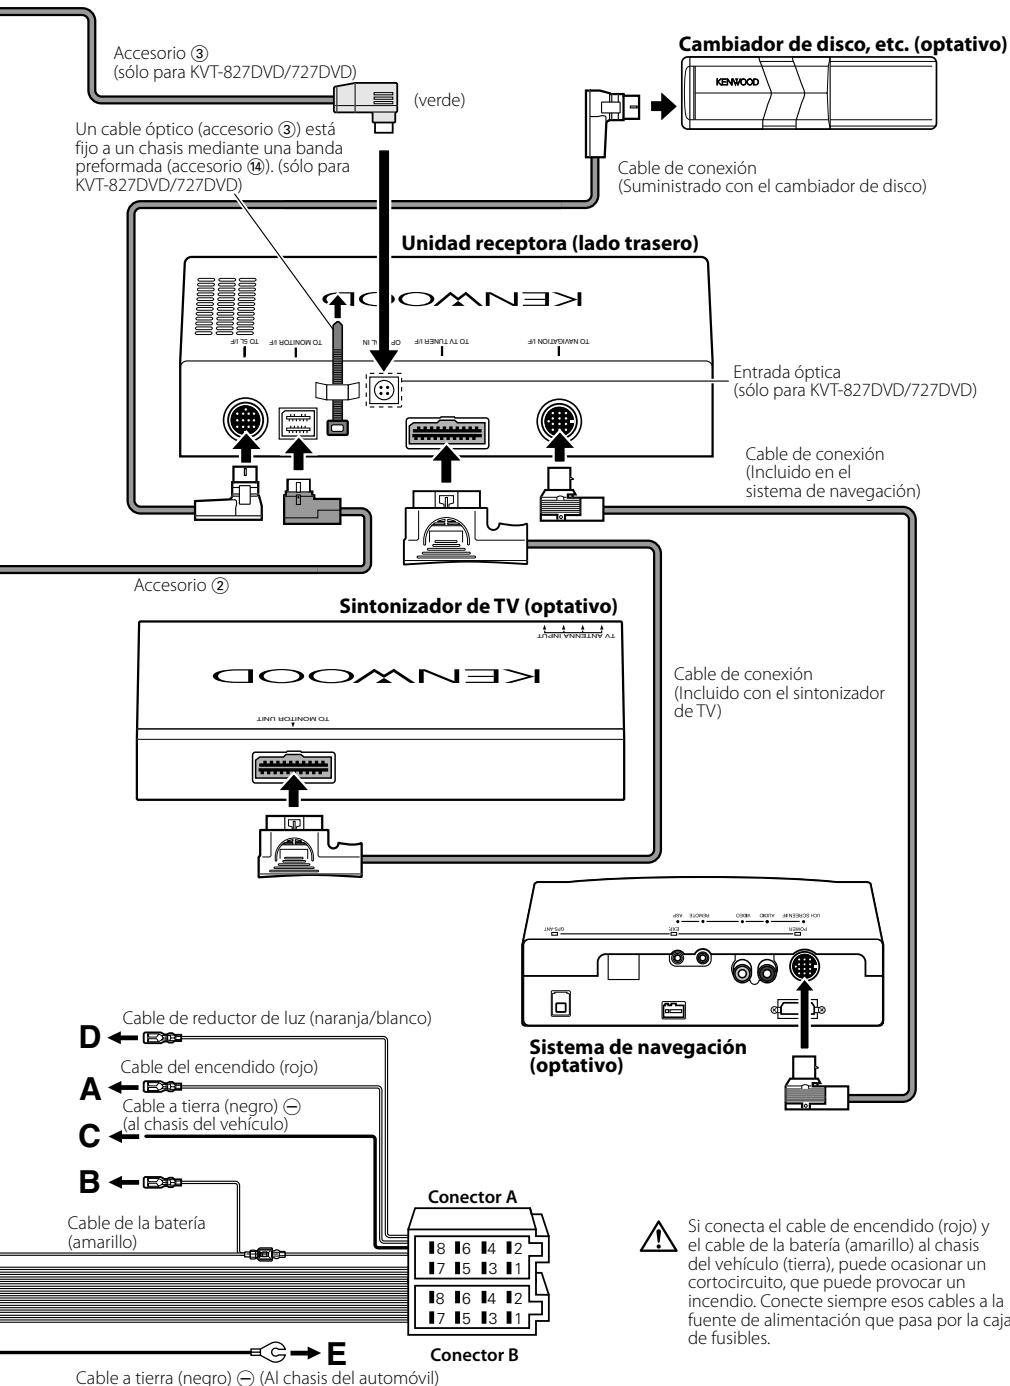 Cambiador de disco, etc. (optativo)
Accesorio ③
(sólo para KVT-827DVD/727DVD)
(verde)
KENWOOD
Un cable óptico (accesorio ③) está
fijo a un chasis mediante una banda
preformada (accesorio ⑭). (sólo para
KVT-827DVD/727DVD)
Cable de conexión
(Suministrado con el cambiador de disco)
Unidad receptora (lado trasero)
KENWOOD
TO 5L I/F
TO MONITOR I/F
TO TV TUNER I/F
TO NAVIGATION I/F
Entrada óptica
(sólo para KVT-827DVD/727DVD)
Cable de conexión
(Incluido en el
sistema de navegación)
Accesorio ②
Sintonizador de TV (optativo)
TV ANTENNA INPUT
KENWOOD
TO MONITOR UNIT
Cable de conexión
(Incluido con el sintonizador
de TV)
GPS-ANT
EXP.
POWER
ASP
REMOTE
VIDEO
AUDIO
Sistema de navegación
(optativo)
Cable de reductor de luz (naranja/blanco)
D
Cable del encendido (rojo)
A
Cable a tierra (negro) ⊖
(al chasis del vehículo)
C
B
Cable de la batería
(amarillo)
Conector A
8 6 4 2
7 5 3 1
8 6 4 2
7 5 3 1
Conector B
E
Cable a tierra (negro) ⊖ (Al chasis del automóvil)
Si conecta el cable de encendido (rojo) y
el cable de la batería (amarillo) al chasis
del vehículo (tierra), puede ocasionar un
cortocircuito, que puede provocar un
incendio. Conecte siempre esos cables a la
fuente de alimentación que pasa por la caja
de fusibles.